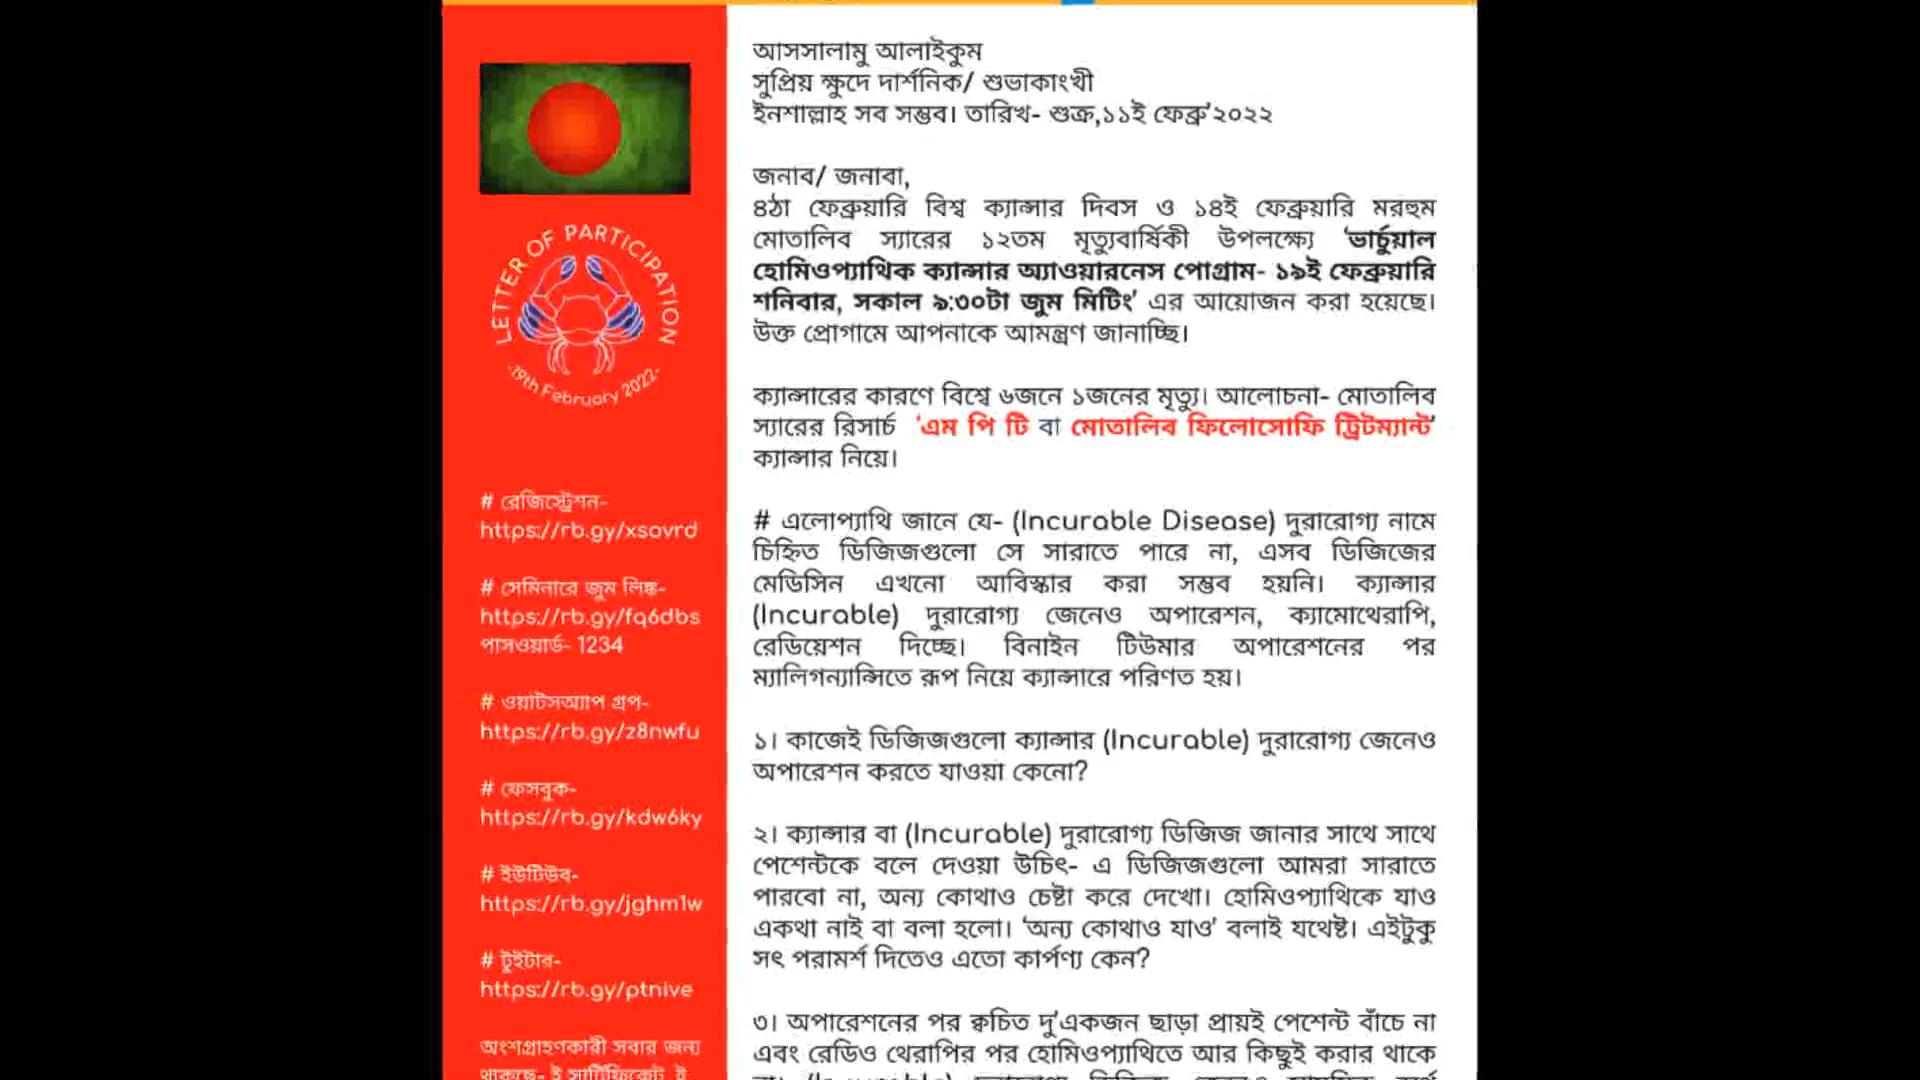 LETTER OF PARTICIPATION
19th February 2022
# রেজিস্ট্রেশন-
https://rb.gy/xsovrd
# সেমিনারে জুম লিঙ্ক-
https://rb.gy/fq6dbs
পাসওয়ার্ড- 1234
# ওয়াটসঅ্যাপ গ্রপ-
https://rb.gy/z8nwfu
# ফেসবুক-
https://rb.gy/kdw6ky
# ইউটিউব-
https://rb.gy/jghm1w
# টুইটার-
https://rb.gy/ptnive
অংশগ্রাহণকারী সবার জন্য
থাকছে- ই সার্টিফিকেট, ই
আসসালামু আলাইকুম
সুপ্রিয় ক্ষুদে দার্শনিক/ শুভাকাংখী
ইনশাল্লাহ সব সম্ভব। তারিখ- শুক্র,১১ই ফেব্রু'২০২২
জনাব/ জনাবা,
৪ঠা ফেব্রুয়ারি বিশ্ব ক্যান্সার দিবস ও ১৪ই ফেব্রুয়ারি মরহুম
মোতালিব স্যারের ১২তম মৃত্যুবার্ষিকী উপলক্ষ্যে 'ভার্চুয়াল
হোমিওপ্যাথিক ক্যান্সার অ্যাওয়ারনেস পোগ্রাম- ১৯ই ফেব্রুয়ারি
শনিবার, সকাল ৯:৩০টা জুম মিটিং' এর আয়োজন করা হয়েছে।
উক্ত প্রোগামে আপনাকে আমন্ত্রণ জানাচ্ছি।
ক্যান্সারের কারণে বিশ্বে ৬জনে ১জনের মৃত্যু। আলোচনা- মোতালিব
স্যারের রিসার্চ 'এম পি টি বা মোতালিব ফিলোসোফি ট্রিটম্যান্ট'
ক্যান্সার নিয়ে।
# এলোপ্যাথি জানে যে- (Incurable Disease) দুরারোগ্য নামে
চিহ্নিত ডিজিজগুলো সে সারাতে পারে না, এসব ডিজিজের
মেডিসিন এখনো আবিস্কার করা সম্ভব হয়নি। ক্যান্সার
(Incurable) দুরারোগ্য জেনেও অপারেশন, ক্যামোথেরাপি,
রেডিয়েশন দিচ্ছে। বিনাইন টিউমার অপারেশনের পর
ম্যালিগন্যান্সিতে রূপ নিয়ে ক্যান্সারে পরিণত হয়।
১। কাজেই ডিজিজগুলো ক্যান্সার (Incurable) দুরারোগ্য জেনেও
অপারেশন করতে যাওয়া কেনো?
২। ক্যান্সার বা (Incurable) দুরারোগ্য ডিজিজ জানার সাথে সাথে
পেশেন্টকে বলে দেওয়া উচিৎ- এ ডিজিজগুলো আমরা সারাতে
পারবো না, অন্য কোথাও চেষ্টা করে দেখো। হোমিওপ্যাথিকে যাও
একথা নাই বা বলা হলো। 'অন্য কোথাও যাও' বলাই যথেষ্ট। এইটুকু
সৎ পরামর্শ দিতেও এতো কার্পণ্য কেন?
৩। অপারেশনের পর ক্বচিত দু'একজন ছাড়া প্রায়ই পেশেন্ট বাঁচে না
এবং রেডিও থেরাপির পর হোমিওপ্যাথিতে আর কিছুই করার থাকে